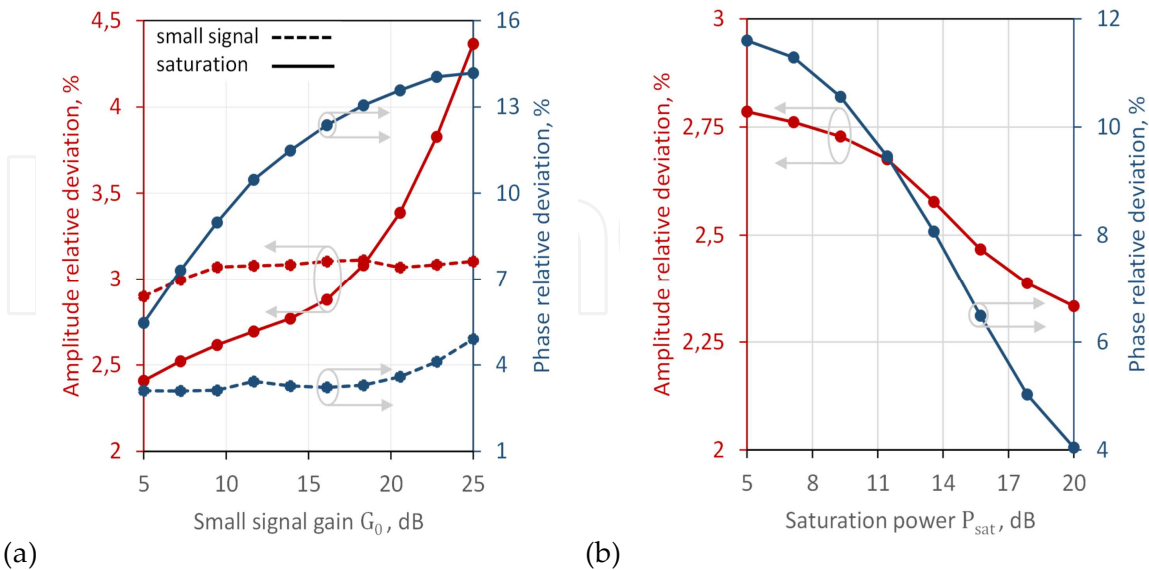 4,5
4
3,5
3
2,5
2
Amplitude relative deviation, %
small signal
saturation
16
13
10
7
4
1
Phase relative deviation, %
5 10 15 20 25
Small signal gain G₀, dB
(a)
3
2,75
2,5
2,25
2
Amplitude relative deviation, %
12
10
8
6
4
Phase relative deviation, %
5 8 11 14 17 20
Saturation power Psat, dB
(b)